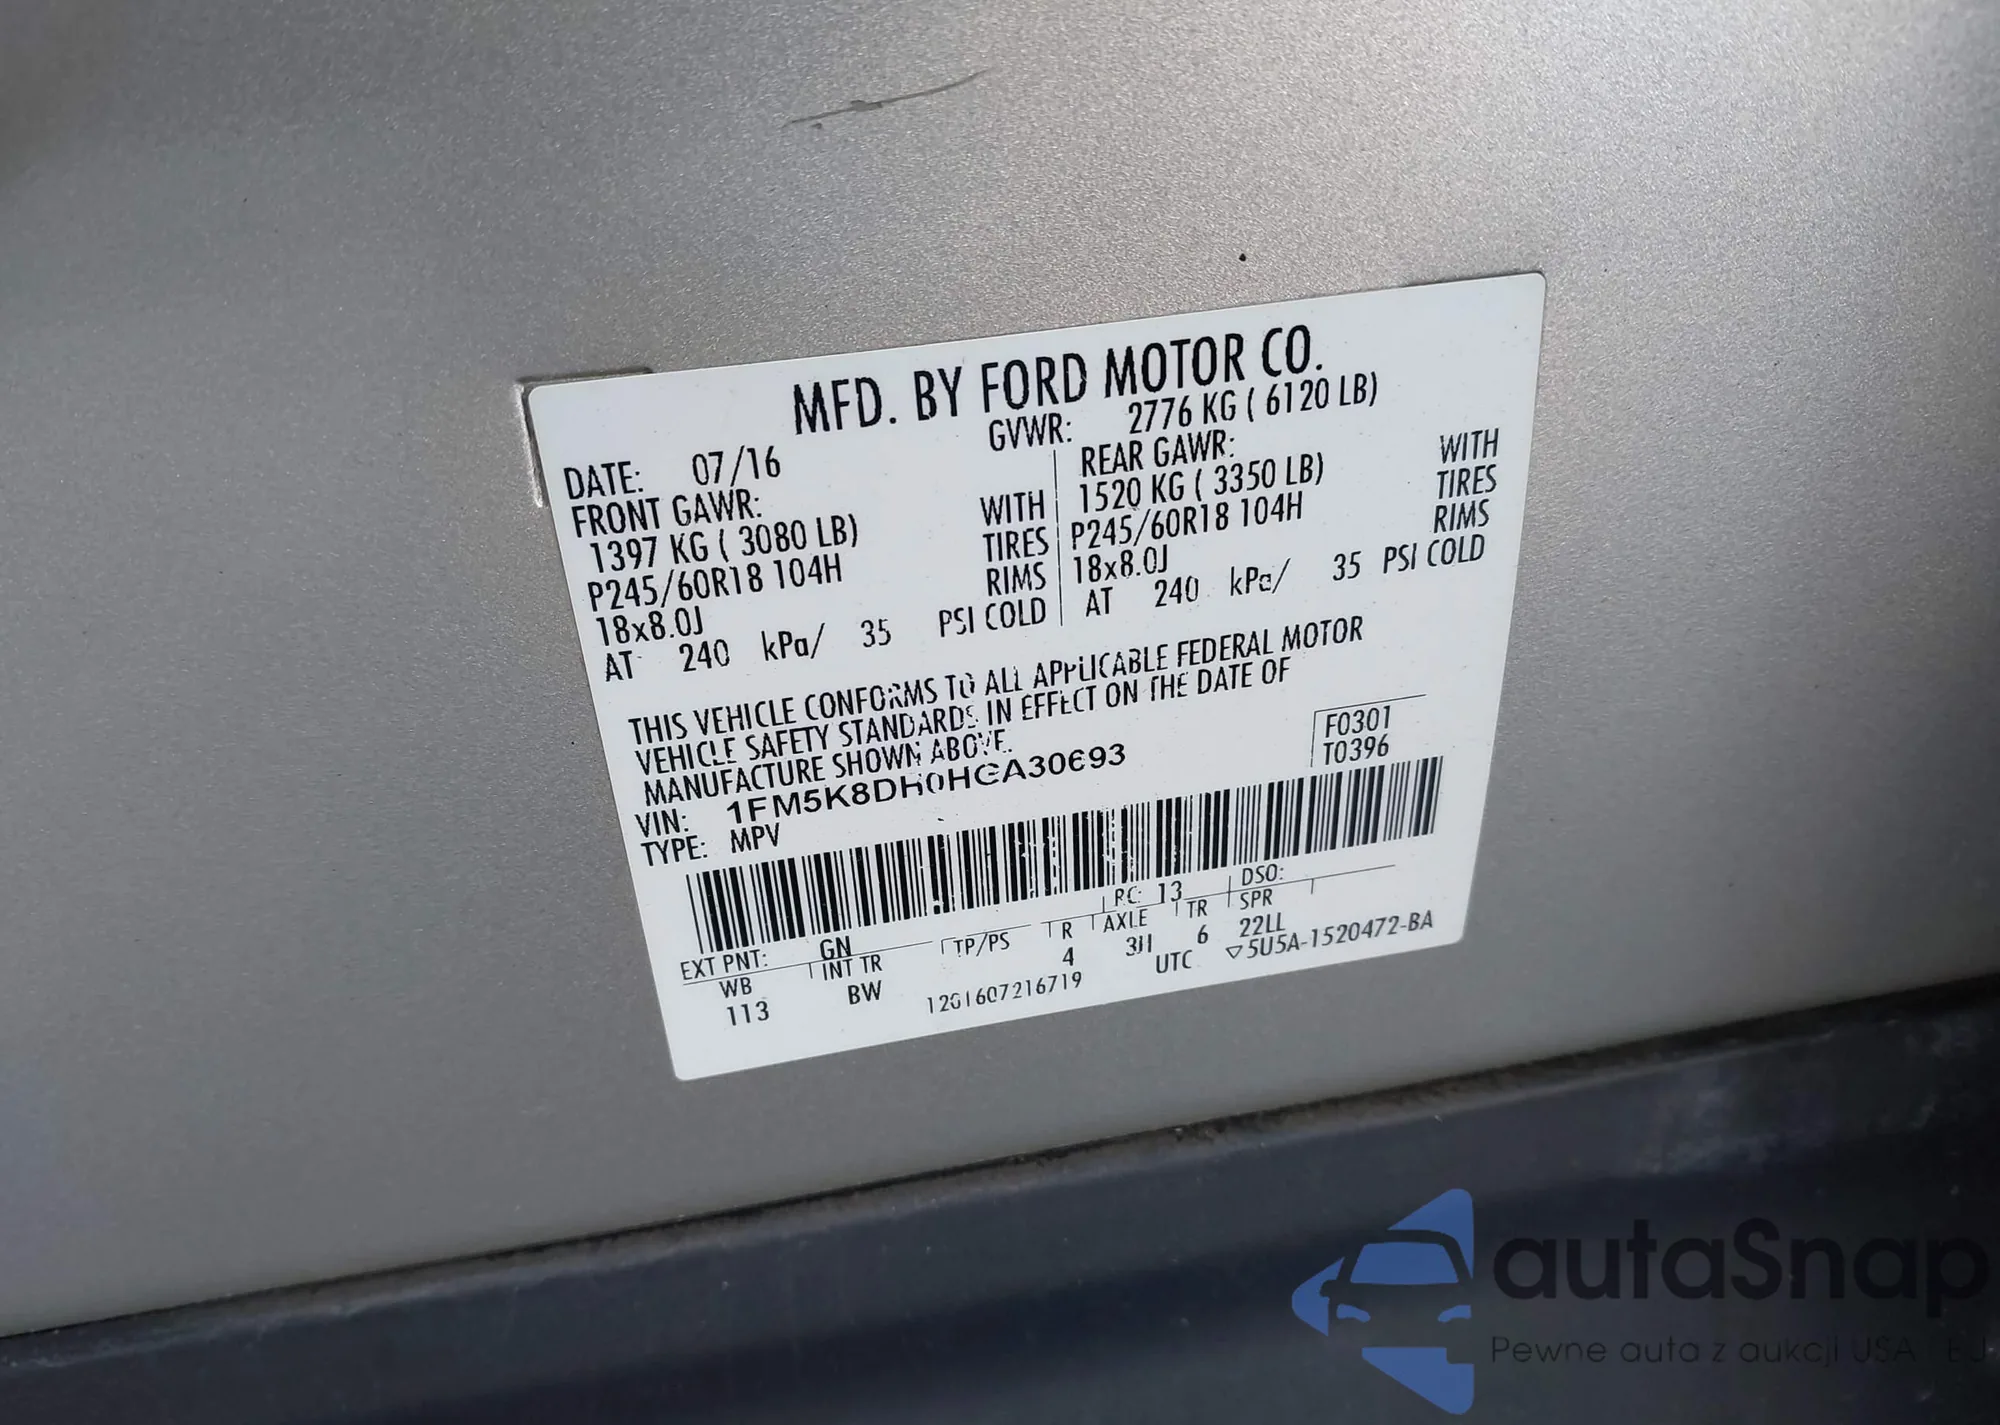 MFD. BY FORD MOTOR CO.
DATE: 07/16 GVWR: 2776 KG ( 6120 LB)
FRONT GAWR: REAR GAWR:
1397 KG ( 3080 LB) WITH 1520 KG ( 3350 LB) WITH
P245/60R18 104H TIRES P245/60R18 104H TIRES
18x8.0J RIMS 18x8.0J RIMS
AT 240 kPa/ 35 PSI COLD AT 240 kPa/ 35 PSI COLD
THIS VEHICLE CONFORMS TO ALL APPLICABLE FEDERAL MOTOR
VEHICLE SAFETY STANDARDS IN EFFECT ON THE DATE OF
MANUFACTURE SHOWN ABOVE.
F0301
T0396
VIN: 1FM5K8DH0HGA30693
TYPE: MPV
RC: 13 DSO:
EXT PNT: GN
WB INT TR TP/PS R AXLE TR SPR
113 BW 4 3H 6 22LL
1201607216719 UTC ▽5U5A-1520472-BA
autaSnap
Pewne auta z aukcji USA EU